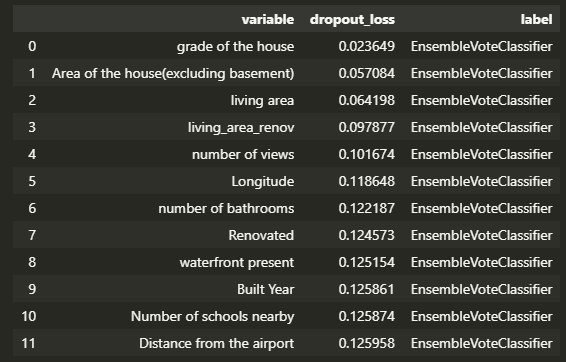 variable dropout_loss label
0 grade of the house 0.023649 EnsembleVoteClassifier
1 Area of the house(excluding basement) 0.057084 EnsembleVoteClassifier
2 living area 0.064198 EnsembleVoteClassifier
3 living_area_renov 0.097877 EnsembleVoteClassifier
4 number of views 0.101674 EnsembleVoteClassifier
5 Longitude 0.118648 EnsembleVoteClassifier
6 number of bathrooms 0.122187 EnsembleVoteClassifier
7 Renovated 0.124573 EnsembleVoteClassifier
8 waterfront present 0.125154 EnsembleVoteClassifier
9 Built Year 0.125861 EnsembleVoteClassifier
10 Number of schools nearby 0.125874 EnsembleVoteClassifier
11 Distance from the airport 0.125958 EnsembleVoteClassifier